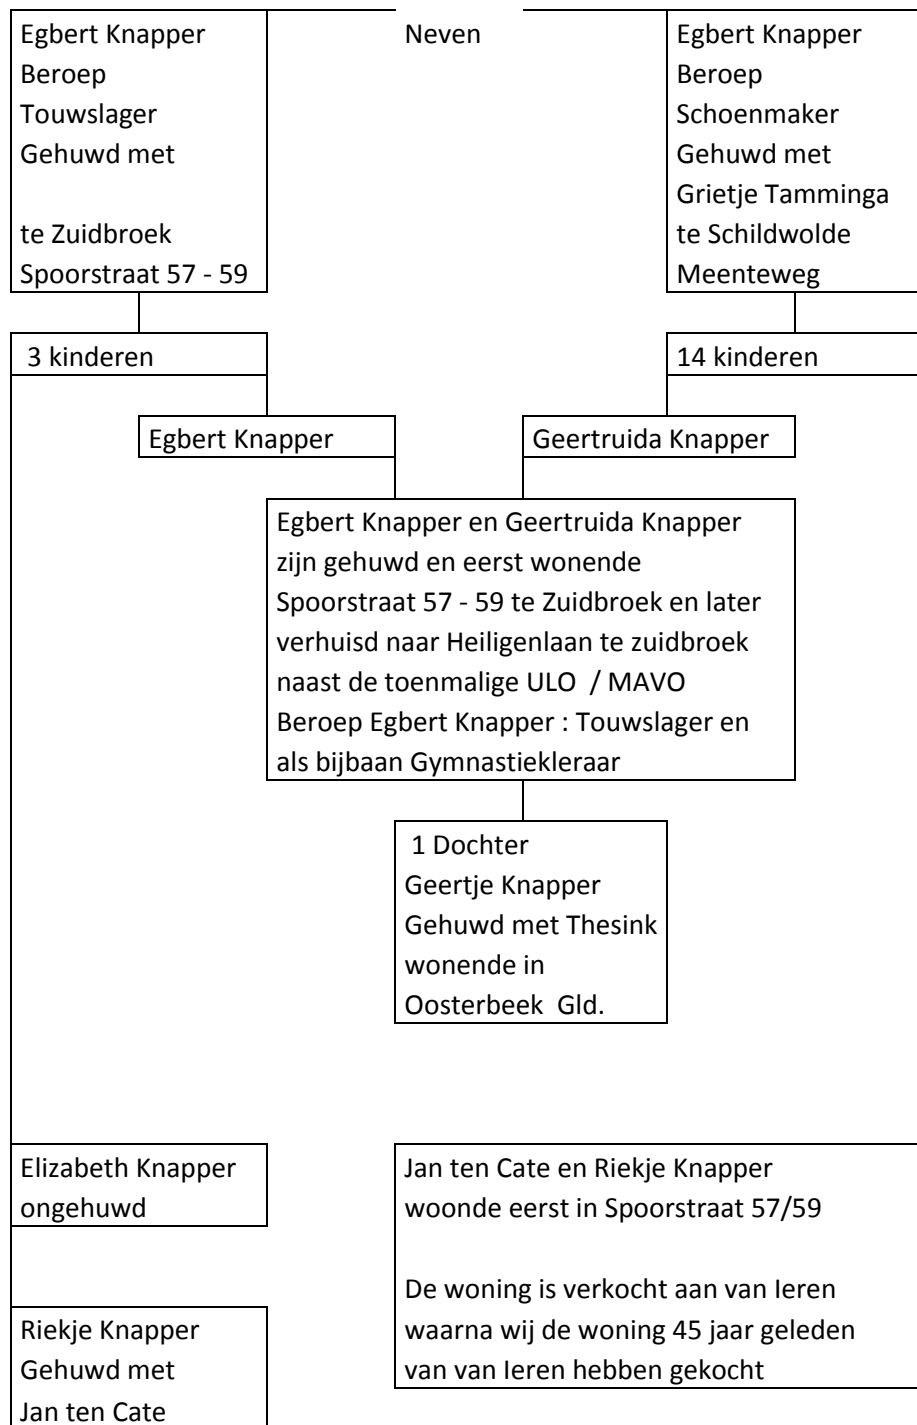 Egbert Knapper
Beroep
Touwslager
Gehuwd met
te Zuidbroek
Spoorstraat 57 - 59
Neven
Egbert Knapper
Beroep
Schoenmaker
Gehuwd met
Grietje Tamminga
te Schildwolde
Meenteweg
3 kinderen
14 kinderen
Egbert Knapper
Geertruida Knapper
Egbert Knapper en Geertruida Knapper
zijn gehuwd en eerst wonende
Spoorstraat 57 - 59 te Zuidbroek en later
verhuisd naar Heiligenlaan te zuidbroek
naast de toenmalige ULO / MAVO
Beroep Egbert Knapper : Touwslager en
als bijbaan Gymnastiekleraar
1 Dochter
Geertje Knapper
Gehuwd met Thesink
wonende in
Oosterbeek Gld.
Elizabeth Knapper
ongehuwd
Jan ten Cate en Riekje Knapper
woonde eerst in Spoorstraat 57/59
De woning is verkocht aan van Ieren
waarna wij de woning 45 jaar geleden
van van Ieren hebben gekocht
Riekje Knapper
Gehuwd met
Jan ten Cate